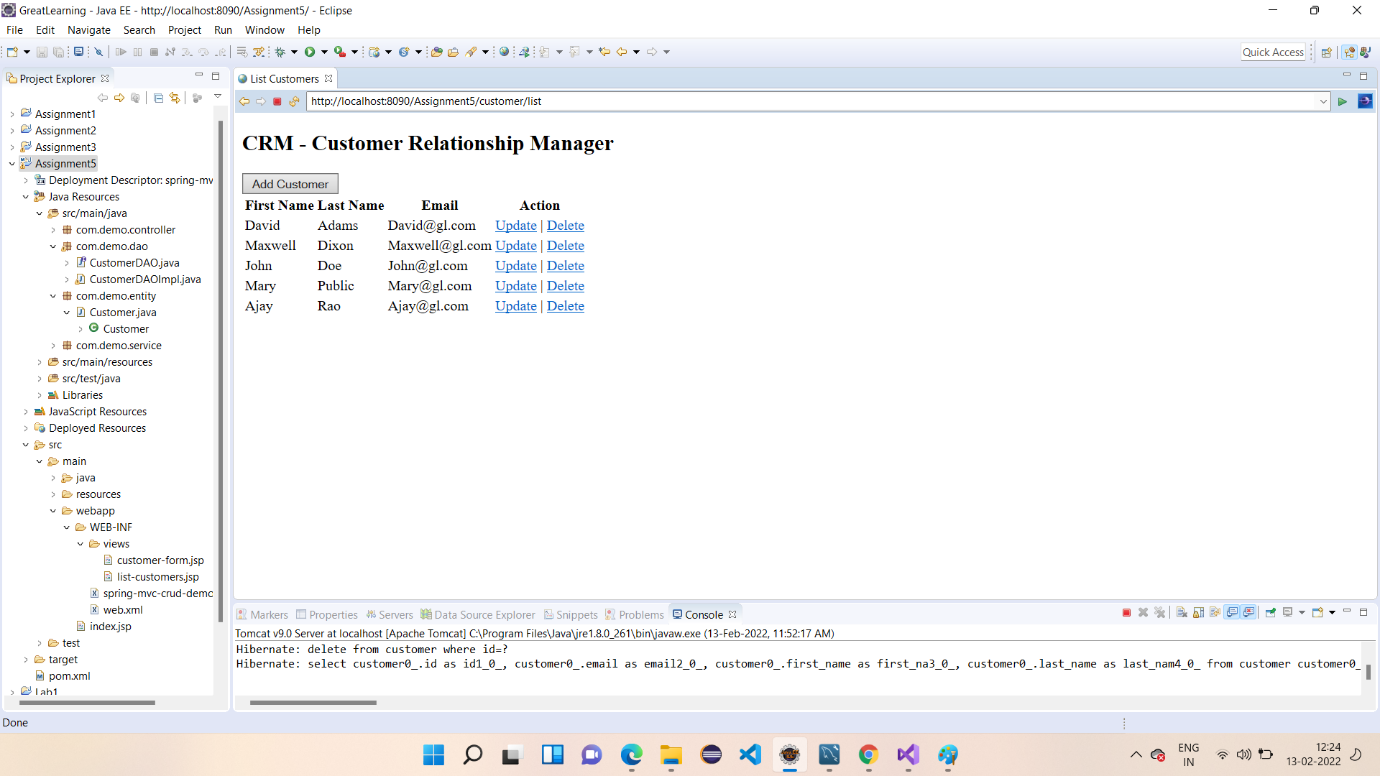 GreatLearning - Java EE - http://localhost:8090/Assignment5/ - Eclipse
File Edit Navigate Search Project Run Window Help
Quick Access
Project Explorer
Assignment1
Assignment2
Assignment3
Assignment5
Deployment Descriptor: spring-mv
Java Resources
src/main/java
com.demo.controller
com.demo.dao
CustomerDAO.java
CustomerDAOImpl.java
com.demo.entity
Customer.java
Customer
com.demo.service
src/main/resources
src/test/java
Libraries
JavaScript Resources
Deployed Resources
src
main
java
resources
webapp
WEB-INF
views
customer-form.jsp
list-customers.jsp
spring-mvc-crud-demo
web.xml
index.jsp
test
target
pom.xml
Lab1
List Customers
http://localhost:8090/Assignment5/customer/list
CRM - Customer Relationship Manager
Add Customer
First Name Last Name Email Action
David Adams David@gl.com Update | Delete
Maxwell Dixon Maxwell@gl.com Update | Delete
John Doe John@gl.com Update | Delete
Mary Public Mary@gl.com Update | Delete
Ajay Rao Ajay@gl.com Update | Delete
Markers Properties Servers Data Source Explorer Snippets Problems Console
Tomcat v9.0 Server at localhost [Apache Tomcat] C:\Program Files\Java\jre1.8.0_261\bin\javaw.exe (13-Feb-2022, 11:52:17 AM)
Hibernate: delete from customer where id=?
Hibernate: select customer0_.id as id1_0_, customer0_.email as email2_0_, customer0_.first_name as first_na3_0_, customer0_.last_name as last_nam4_0_ from customer customer0_
Done
ENG
IN
12:24
13-02-2022